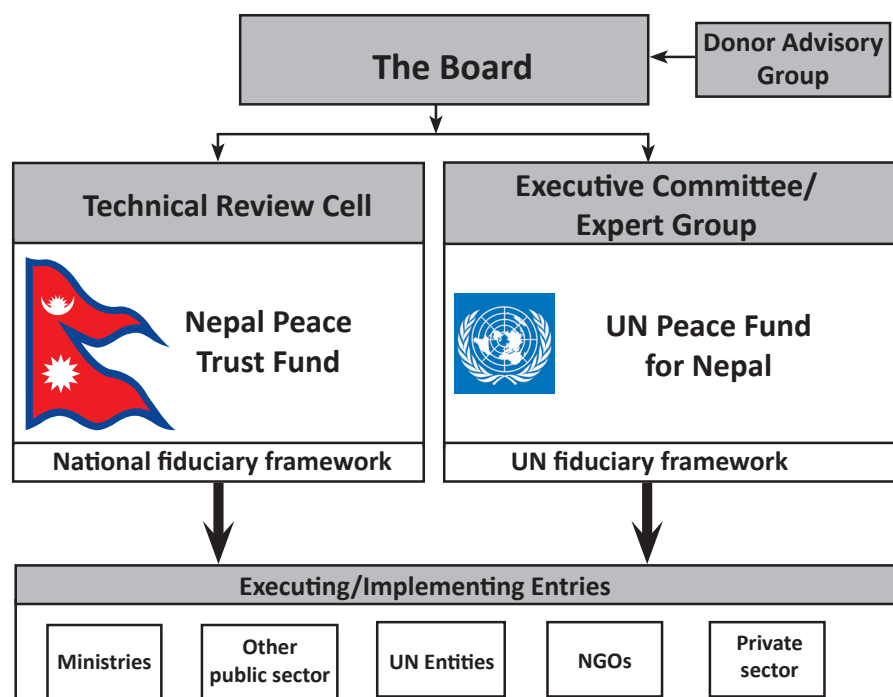 The Board
Donor Advisory
Group
Technical Review Cell
Executive Committee/
Expert Group
Nepal Peace
Trust Fund
UN Peace Fund
for Nepal
National fiduciary framework
UN fiduciary framework
Executing/Implementing Entries
Ministries
Other
public sector
UN Entities
NGOs
Private
sector